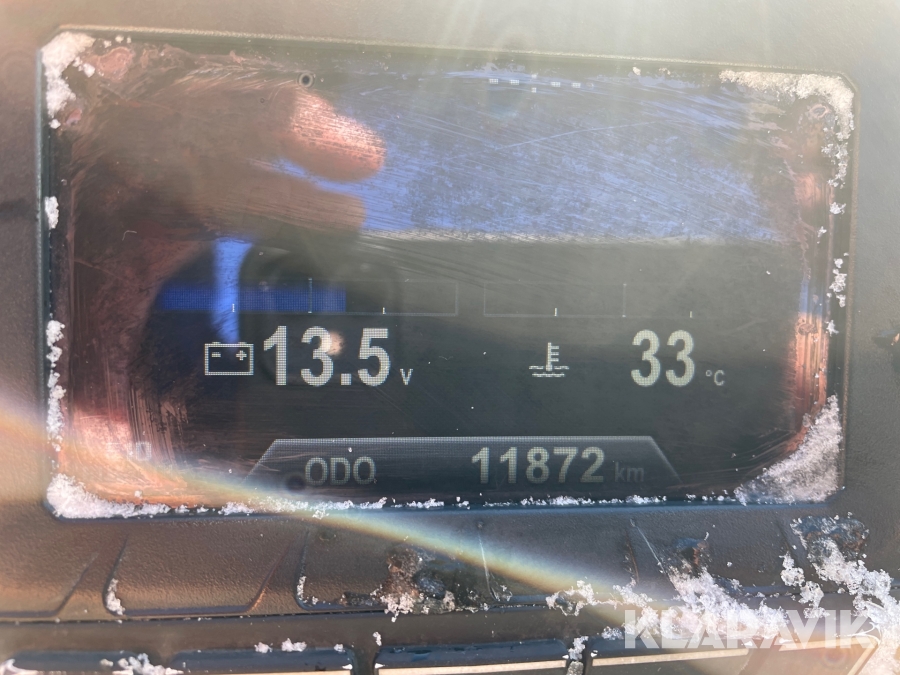 13.5 V 33 °C
ODO 11872 km
KLARAVIK